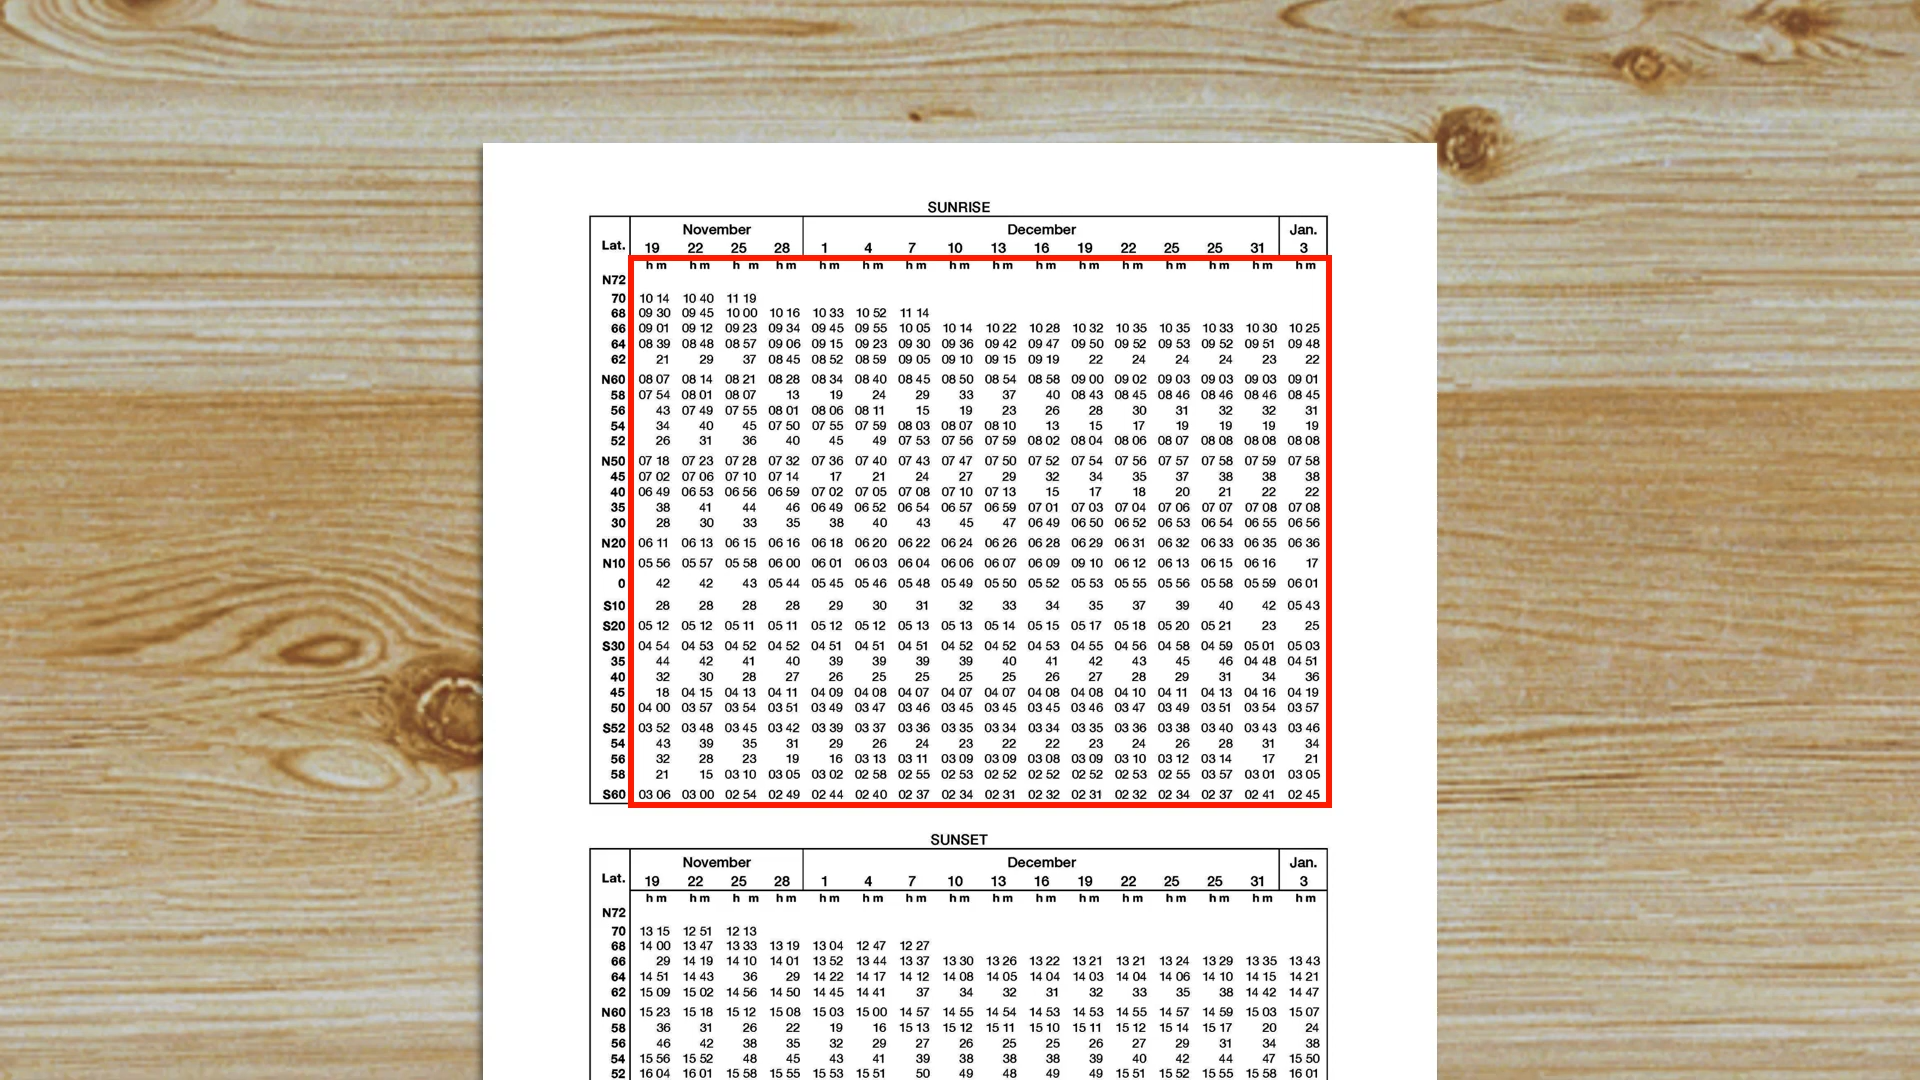 SUNRISE
November December Jan.
Lat. 19 22 25 28 1 4 7 10 13 16 19 22 25 25 31 3
h m h m h m h m h m h m h m h m h m h m h m h m h m h m h m h m
N72
70 10 14 10 40 11 19
68 09 30 09 45 10 00 10 16 10 33 10 52 11 14
66 09 01 09 12 09 23 09 34 09 45 09 55 10 05 10 14 10 22 10 28 10 32 10 35 10 35 10 33 10 30 10 25
64 08 39 08 48 08 57 09 06 09 15 09 23 09 30 09 36 09 42 09 47 09 50 09 52 09 53 09 52 09 51 09 48
62 21 29 37 08 45 08 52 08 59 09 05 09 10 09 15 09 19 22 24 24 24 23 22
N60 08 07 08 14 08 21 08 28 08 34 08 40 08 45 08 50 08 54 08 58 09 00 09 02 09 03 09 03 09 03 09 01
58 07 54 08 01 08 07 13 19 24 29 33 37 40 08 43 08 45 08 46 08 46 08 46 08 45
56 43 07 49 07 55 08 01 08 06 08 11 15 19 23 26 28 30 31 32 32 31
54 34 40 45 07 50 07 55 07 59 08 03 08 07 08 10 13 15 17 19 19 19 19
52 26 31 36 40 45 49 07 53 07 56 07 59 08 02 08 04 08 06 08 07 08 08 08 08 08 08
N50 07 18 07 23 07 28 07 32 07 36 07 40 07 43 07 47 07 50 07 52 07 54 07 56 07 57 07 58 07 59 07 58
45 07 02 07 06 07 10 07 14 17 21 24 27 29 32 34 35 37 38 38 38
40 06 49 06 53 06 56 06 59 07 02 07 05 07 08 07 10 07 13 15 17 18 20 21 22 22
35 38 41 44 46 06 49 06 52 06 54 06 57 06 59 07 01 07 03 07 04 07 06 07 07 07 08 07 08
30 28 30 33 35 38 40 43 45 47 06 49 06 50 06 52 06 53 06 54 06 55 06 56
N20 06 11 06 13 06 15 06 16 06 18 06 20 06 22 06 24 06 26 06 28 06 29 06 31 06 32 06 33 06 35 06 36
N10 05 56 05 57 05 58 06 00 06 01 06 03 06 04 06 06 06 07 06 09 09 10 06 12 06 13 06 15 06 16 17
0 42 42 43 05 44 05 45 05 46 05 48 05 49 05 50 05 52 05 53 05 55 05 56 05 58 05 59 06 01
S10 28 28 28 28 29 30 31 32 33 34 35 37 39 40 42 05 43
S20 05 12 05 12 05 11 05 11 05 12 05 12 05 13 05 13 05 14 05 15 05 17 05 18 05 20 05 21 23 25
S30 04 54 04 53 04 52 04 52 04 51 04 51 04 51 04 52 04 52 04 53 04 55 04 56 04 58 04 59 05 01 05 03
35 44 42 41 40 39 39 39 39 40 41 42 43 45 46 04 48 04 51
40 32 30 28 27 26 25 25 25 25 26 27 28 29 31 34 36
45 18 04 15 04 13 04 11 04 09 04 08 04 07 04 07 04 07 04 08 04 08 04 10 04 11 04 13 04 16 04 19
50 04 00 03 57 03 54 03 51 03 49 03 47 03 46 03 45 03 45 03 45 03 46 03 47 03 49 03 51 03 54 03 57
S52 03 52 03 48 03 45 03 42 03 39 03 37 03 36 03 35 03 34 03 34 03 35 03 36 03 38 03 40 03 43 03 46
54 43 39 35 31 29 26 24 23 22 22 23 24 26 28 31 34
56 32 28 23 19 16 03 13 03 11 03 09 03 09 03 08 03 09 03 10 03 12 03 14 17 21
58 21 15 03 10 03 05 03 02 02 58 02 55 02 53 02 52 02 52 02 52 02 53 02 55 03 57 03 01 03 05
S60 03 06 03 00 02 54 02 49 02 44 02 40 02 37 02 34 02 31 02 32 02 31 02 32 02 34 02 37 02 41 02 45
SUNSET
November December Jan.
Lat. 19 22 25 28 1 4 7 10 13 16 19 22 25 25 31 3
h m h m h m h m h m h m h m h m h m h m h m h m h m h m h m h m
N72
70 13 15 12 51 12 13
68 14 00 13 47 13 33 13 19 13 04 12 47 12 27
66 29 14 19 14 10 14 01 13 52 13 44 13 37 13 30 13 26 13 22 13 21 13 21 13 24 13 29 13 35 13 43
64 14 51 14 43 36 29 14 22 14 17 14 12 14 08 14 05 14 04 14 03 14 04 14 06 14 10 14 15 14 21
62 15 09 15 02 14 56 14 50 14 45 14 41 37 34 32 31 32 33 35 38 14 42 14 47
N60 15 23 15 18 15 12 15 08 15 03 15 00 14 57 14 55 14 54 14 53 14 53 14 55 14 57 14 59 15 03 15 07
58 36 31 26 22 19 16 15 13 15 12 15 11 15 10 15 11 15 12 15 14 15 17 20 24
56 46 42 38 35 32 29 27 26 25 25 26 27 29 31 34 38
54 15 56 15 52 48 45 43 41 39 38 38 38 39 40 42 44 47 15 50
52 16 04 16 01 15 58 15 55 15 53 15 51 50 49 48 49 49 15 51 15 52 15 55 15 58 16 01